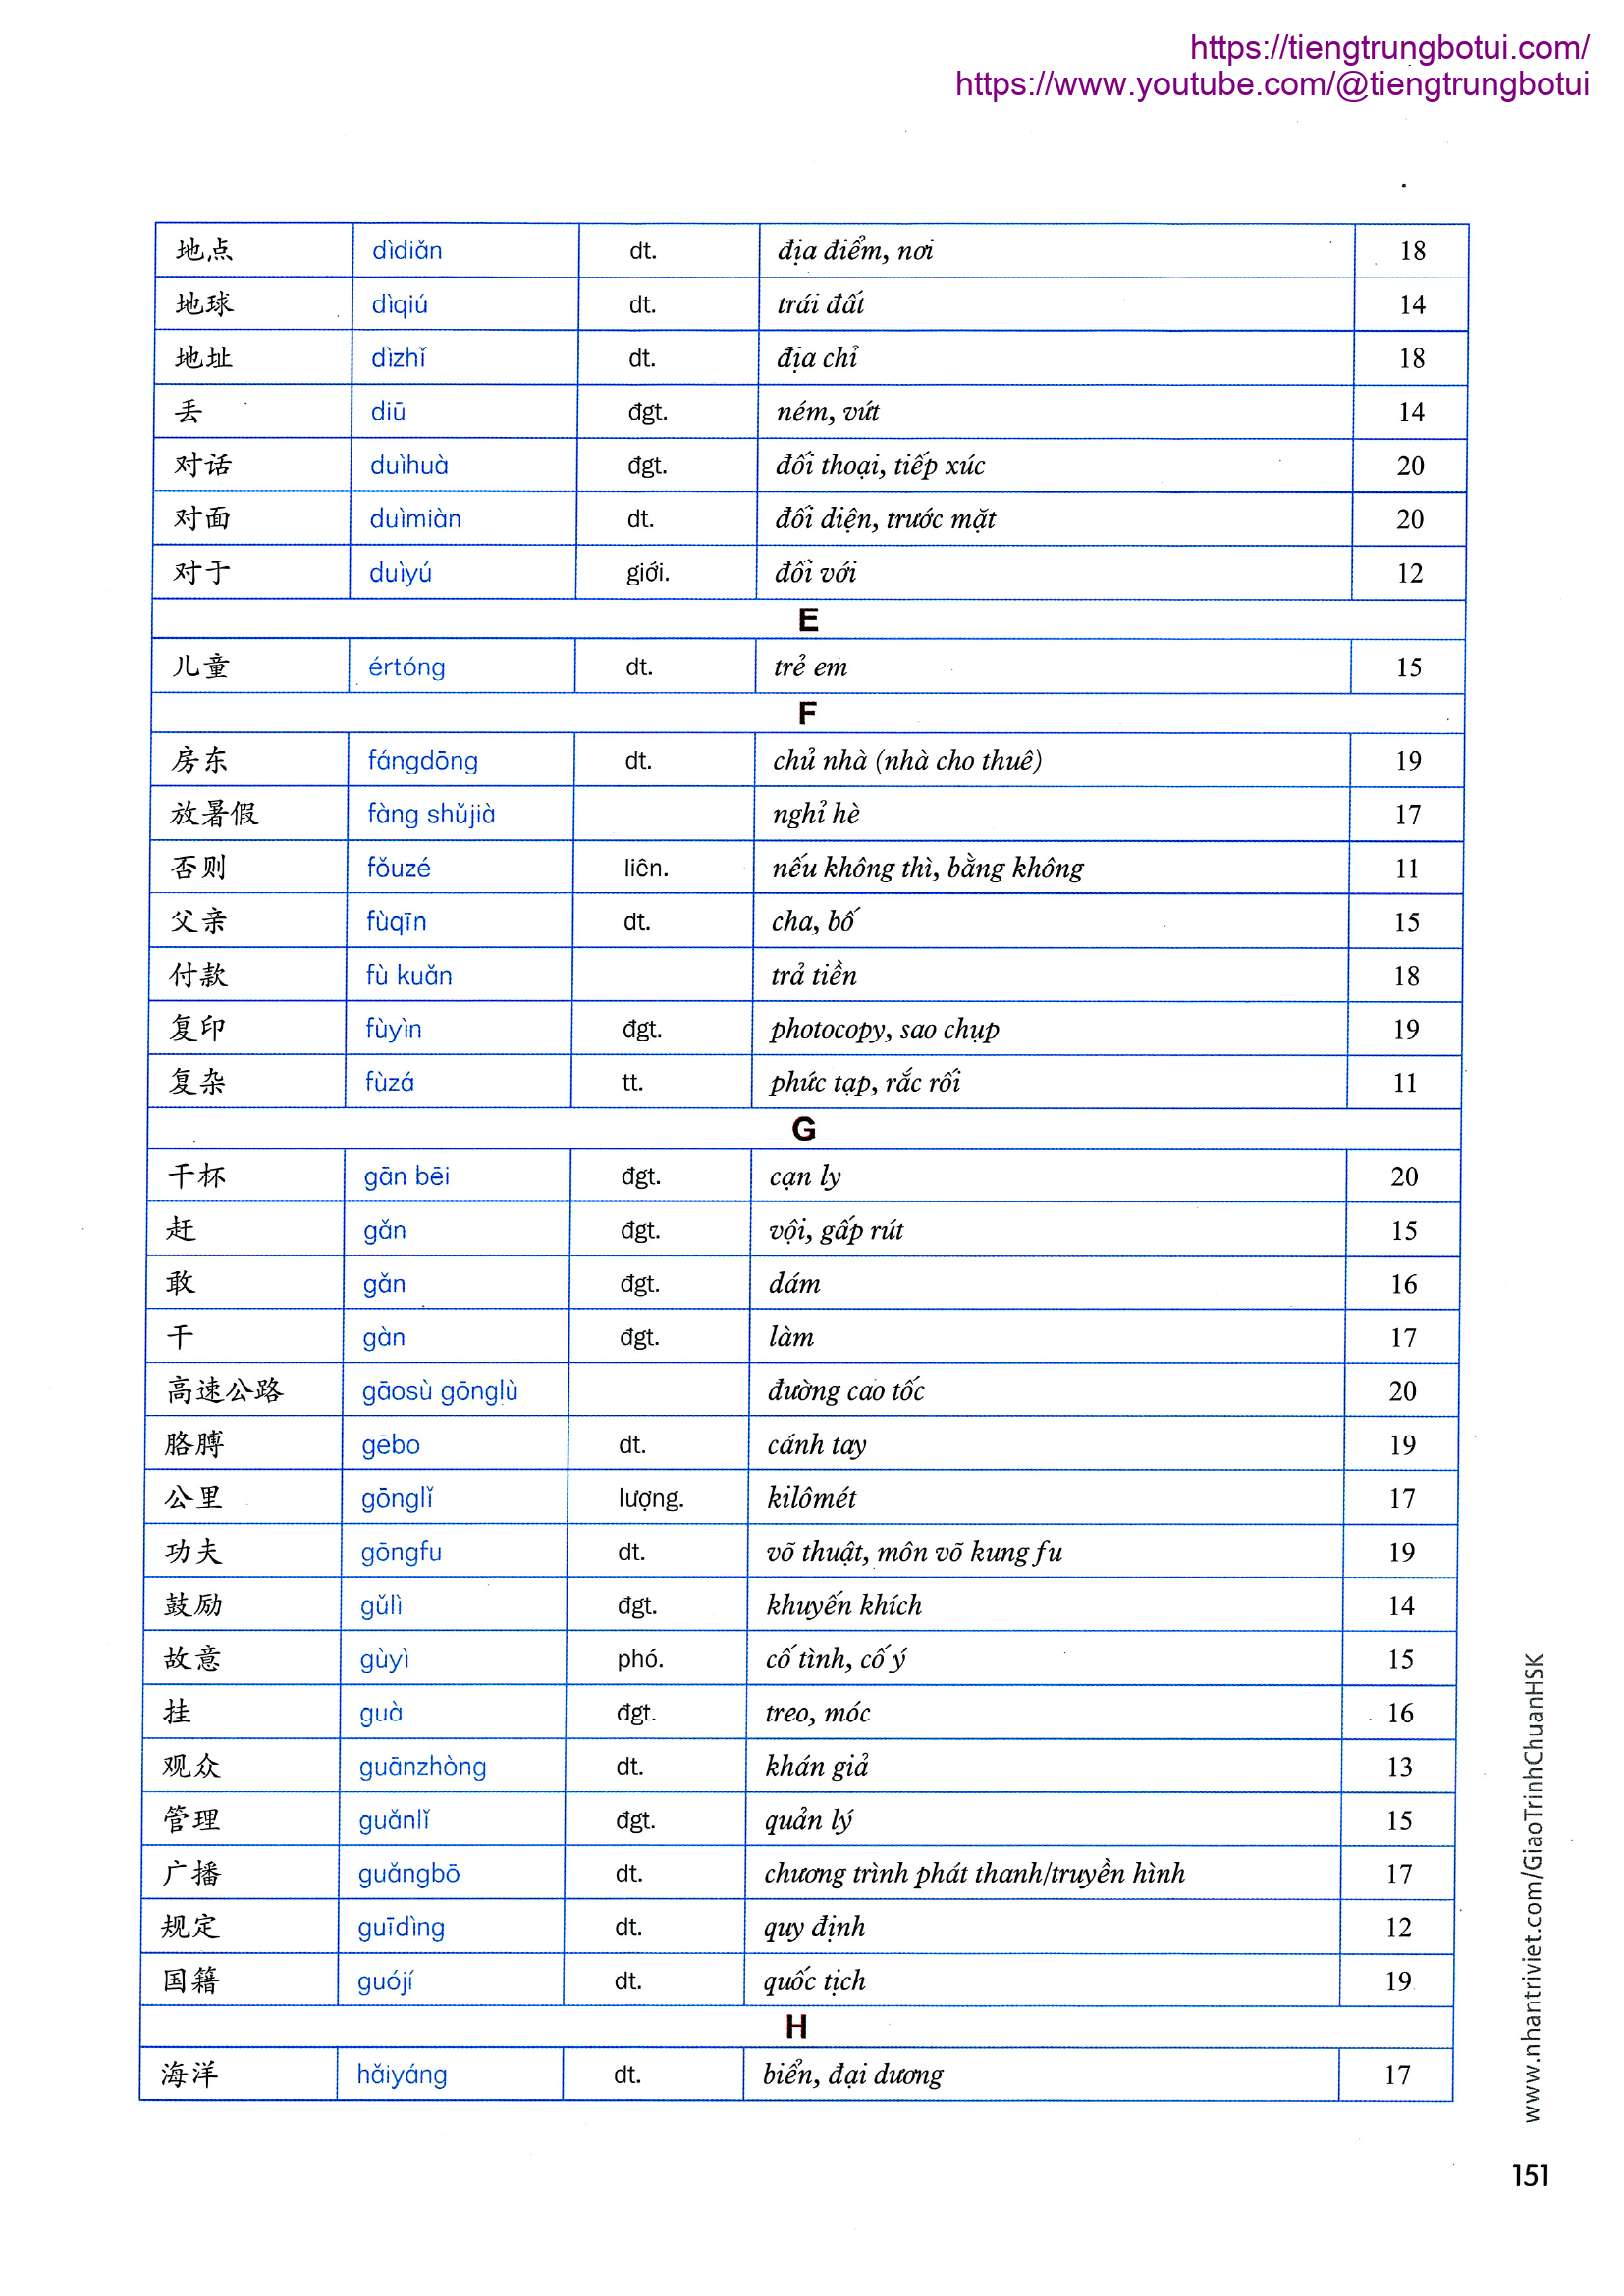 https://tiengtrungbotui.com/
https://www.youtube.com/@tiengtrungbotui
地点 dìdiǎn dt. địa điểm, nơi 18
地球 dìqiú dt. trái đất 14
地址 dìzhǐ dt. địa chỉ 18
丢 diū đgt. ném, vứt 14
对话 duìhuà đgt. đối thoại, tiếp xúc 20
对面 duìmiàn dt. đối diện, trước mặt 20
对于 duìyú giới. đối với 12
E
儿童 értóng dt. trẻ em 15
F
房东 fángdōng dt. chủ nhà (nhà cho thuê) 19
放暑假 fàng shǔjià nghỉ hè 17
否则 fǒuzé liên. nếu không thì, bằng không 11
父亲 fùqīn dt. cha, bố 15
付款 fù kuǎn trả tiền 18
复印 fùyìn đgt. photocopy, sao chụp 19
复杂 fùzá tt. phức tạp, rắc rối 11
G
干杯 gān bēi đgt. cạn ly 20
赶 gǎn đgt. vội, gấp rút 15
敢 gǎn đgt. dám 16
干 gàn đgt. làm 17
高速公路 gāosù gōnglù đường cao tốc 20
胳膊 gēbo dt. cánh tay 19
公里 gōnglǐ lượng. kilômét 17
功夫 gōngfu dt. võ thuật, môn võ kung fu 19
鼓励 gǔlì đgt. khuyến khích 14
故意 gùyì phó. cố tình, cố ý 15
挂 guà đgt. treo, móc 16
观众 guānzhòng dt. khán giả 13
管理 guǎnlǐ đgt. quản lý 15
广播 guǎngbō dt. chương trình phát thanh/truyền hình 17
规定 guīdìng dt. quy định 12
国籍 guójí dt. quốc tịch 19
H
海洋 hǎiyáng dt. biển, đại dương 17
www.nhantriviet.com/GiaoTrinhChuanHSK
151